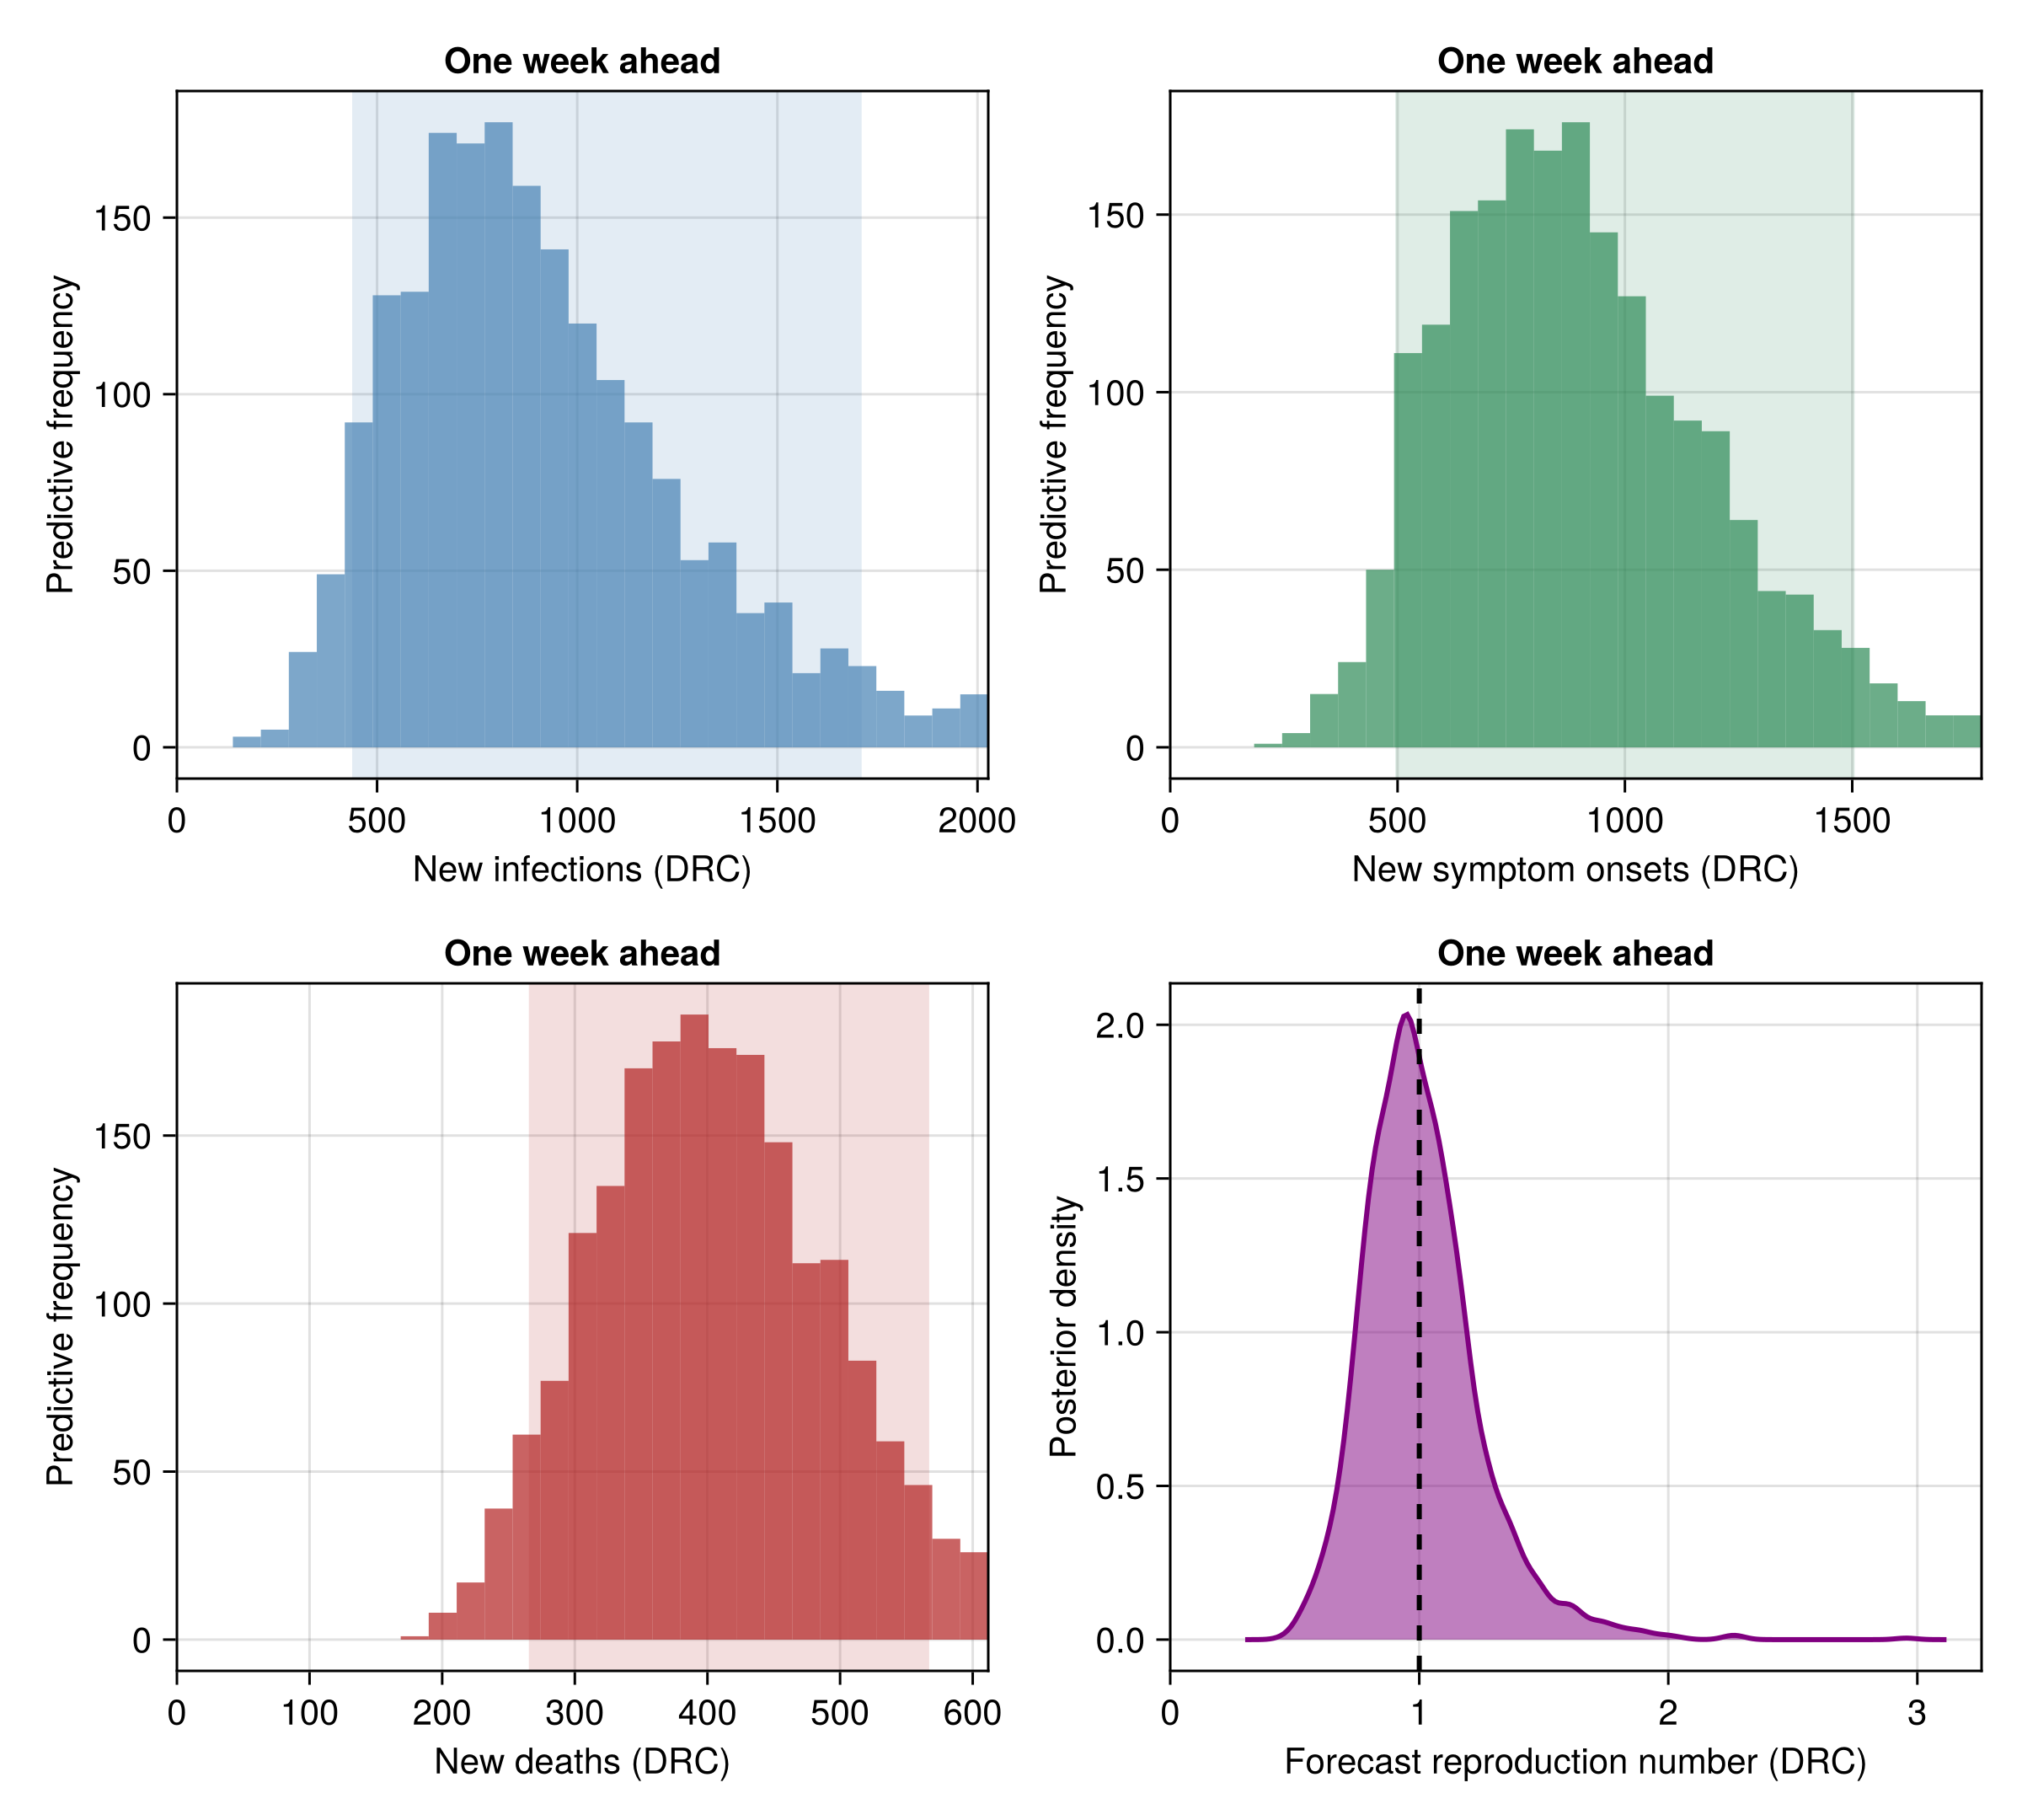 One week ahead
Predictive frequency
150
100
50
0
0 500 1000 1500 2000
New infections (DRC)
One week ahead
Predictive frequency
150
100
50
0
0 500 1000 1500
New symptom onsets (DRC)
One week ahead
Predictive frequency
150
100
50
0
0 100 200 300 400 500 600
New deaths (DRC)
One week ahead
Posterior density
2.0
1.5
1.0
0.5
0.0
0 1 2 3
Forecast reproduction number (DRC)